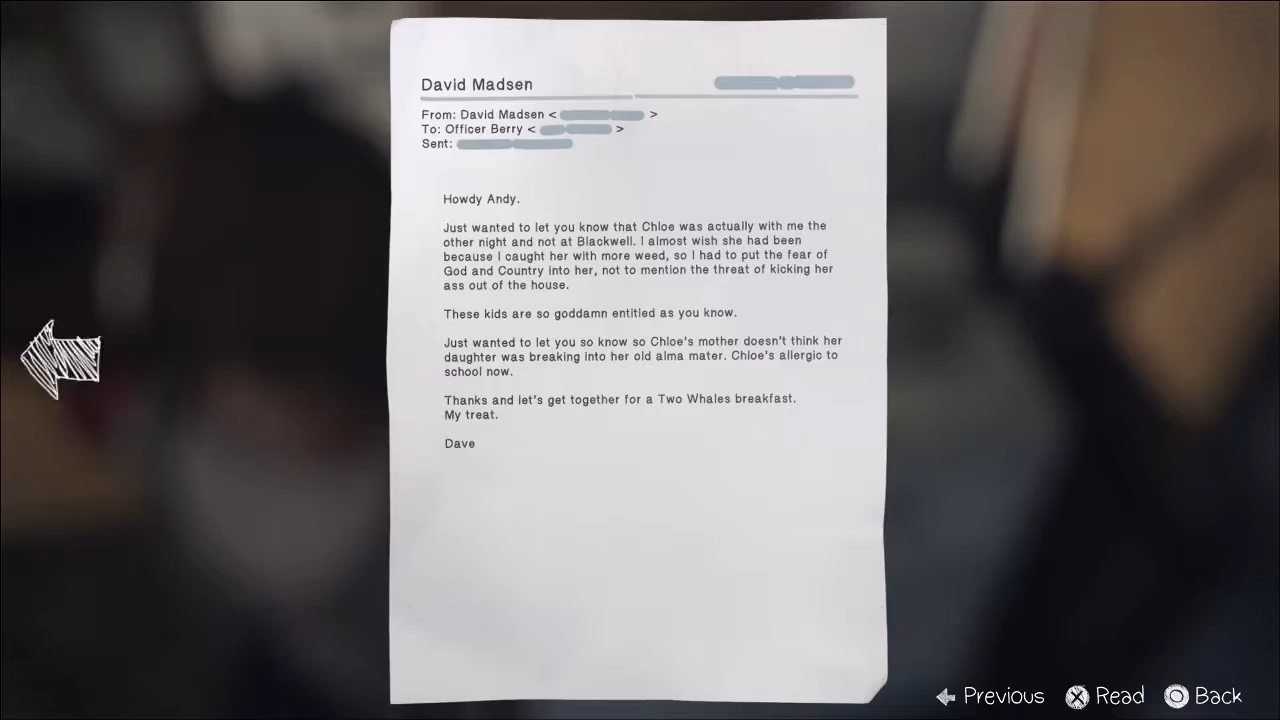 David Madsen
From: David Madsen < >
To: Officer Berry < >
Sent:
Howdy Andy.
Just wanted to let you know that Chloe was actually with me the
other night and not at Blackwell. I almost wish she had been
because I caught her with more weed, so I had to put the fear of
God and Country into her, not to mention the threat of kicking her
ass out of the house.
These kids are so goddamn entitled as you know.
Just wanted to let you so know so Chloe's mother doesn't think her
daughter was breaking into her old alma mater. Chloe's allergic to
school now.
Thanks and let's get together for a Two Whales breakfast.
My treat.
Dave
Previous Read Back